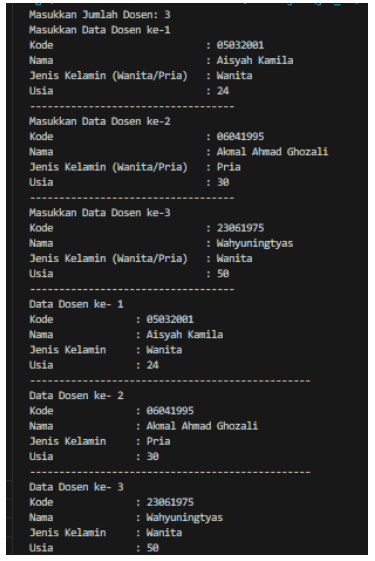 Masukkan Jumlah Dosen: 3
Masukkan Data Dosen ke-1
Kode : 05032001
Nama : Aisyah Kamila
Jenis Kelamin (Wanita/Pria) : Wanita
Usia : 24
-----------------------------------
Masukkan Data Dosen ke-2
Kode : 06041995
Nama : Akmal Ahmad Ghozali
Jenis Kelamin (Wanita/Pria) : Pria
Usia : 30
-----------------------------------
Masukkan Data Dosen ke-3
Kode : 23061975
Nama : Wahyuningtyas
Jenis Kelamin (Wanita/Pria) : Wanita
Usia : 50
-----------------------------------
Data Dosen ke- 1
Kode : 05032001
Nama : Aisyah Kamila
Jenis Kelamin : Wanita
Usia : 24
------------------------------------------------
Data Dosen ke- 2
Kode : 06041995
Nama : Akmal Ahmad Ghozali
Jenis Kelamin : Pria
Usia : 30
------------------------------------------------
Data Dosen ke- 3
Kode : 23061975
Nama : Wahyuningtyas
Jenis Kelamin : Wanita
Usia : 50